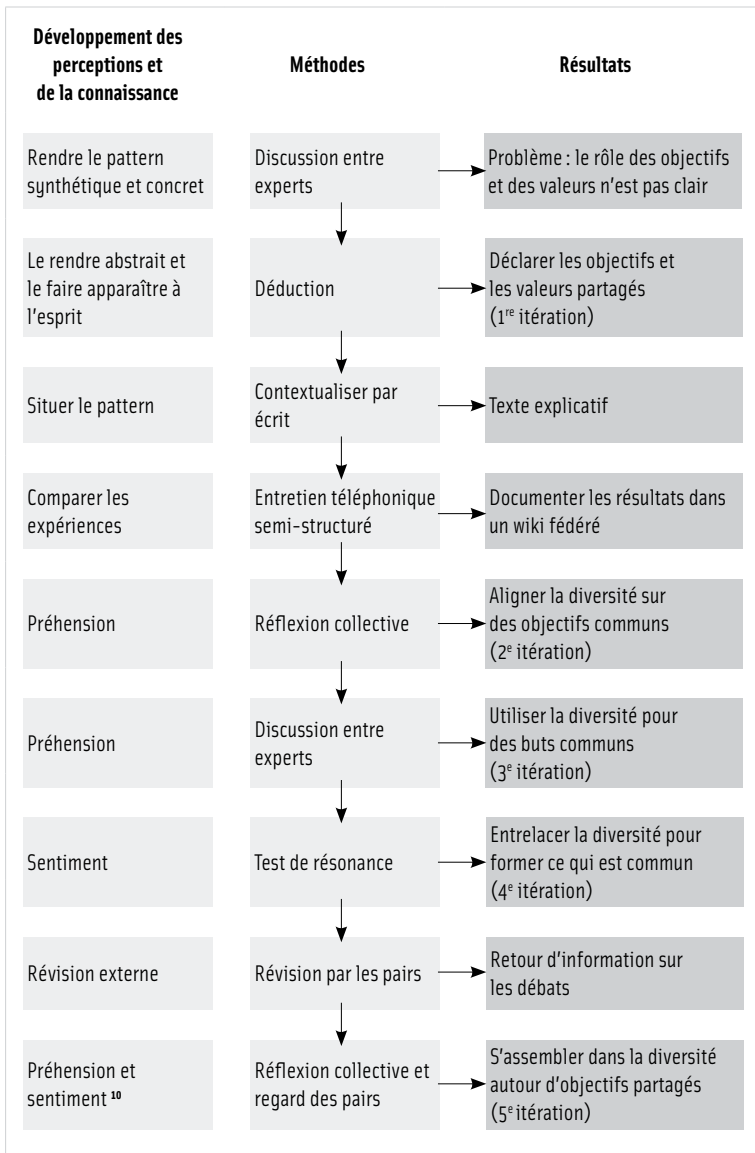 Développement des
perceptions et
de la connaissance
Méthodes
Résultats
Rendre le pattern
synthétique et concret
Discussion entre
experts
Problème : le rôle des objectifs
et des valeurs n'est pas clair
Le rendre abstrait et
le faire apparaître à
l'esprit
Déduction
Déclarer les objectifs et
les valeurs partagés
(1re itération)
Situer le pattern
Contextualiser par
écrit
Texte explicatif
Comparer les
expériences
Entretien téléphonique
semi-structuré
Documenter les résultats dans
un wiki fédéré
Préhension
Réflexion collective
Aligner la diversité sur
des objectifs communs
(2e itération)
Préhension
Discussion entre
experts
Utiliser la diversité pour
des buts communs
(3e itération)
Sentiment
Test de résonance
Entrelacer la diversité pour
former ce qui est commun
(4e itération)
Révision externe
Révision par les pairs
Retour d'information sur
les débats
Préhension et
sentiment 10
Réflexion collective et
regard des pairs
S'assembler dans la diversité
autour d'objectifs partagés
(5e itération)